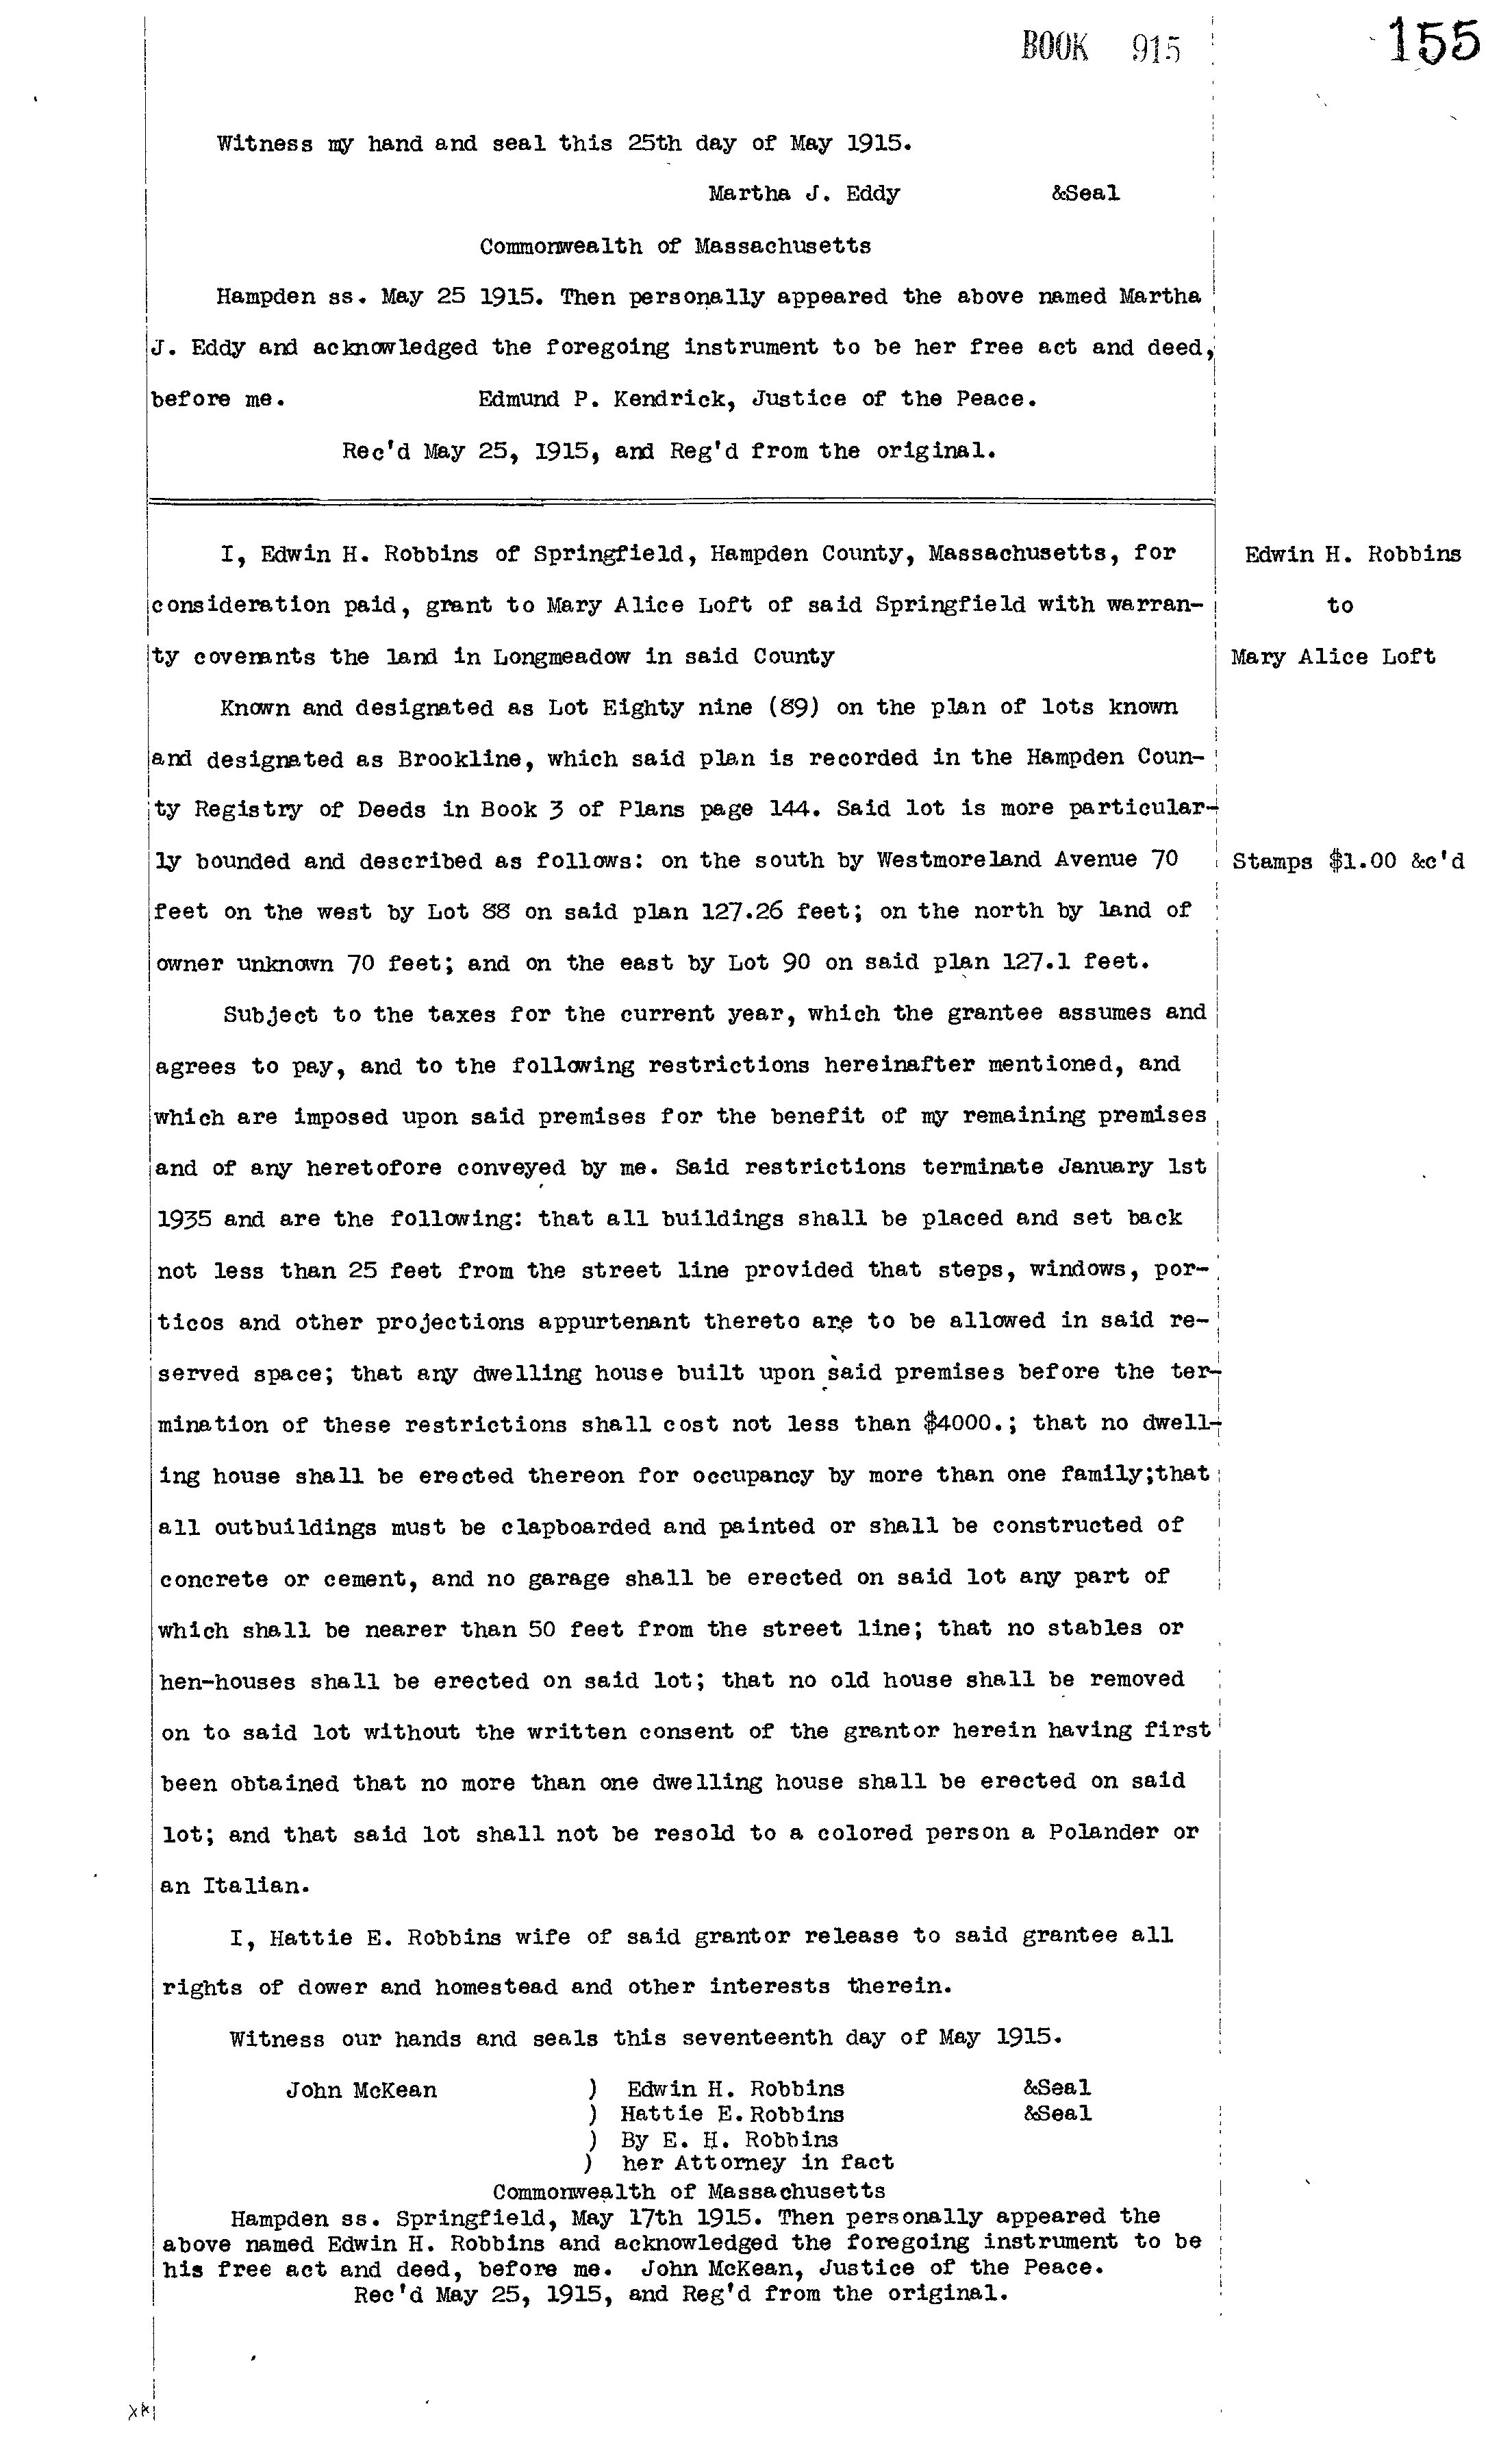 BOOK 915 155
Witness my hand and seal this 25th day of May 1915.
Martha J. Eddy &Seal
Commonwealth of Massachusetts
Hampden ss. May 25 1915. Then personally appeared the above named Martha
J. Eddy and acknowledged the foregoing instrument to be her free act and deed,
before me. Edmund P. Kendrick, Justice of the Peace.
Rec'd May 25, 1915, and Reg'd from the original.
I, Edwin H. Robbins of Springfield, Hampden County, Massachusetts, for
consideration paid, grant to Mary Alice Loft of said Springfield with warran-
ty covenants the land in Longmeadow in said County
Edwin H. Robbins
to
Mary Alice Loft
Known and designated as Lot Eighty nine (89) on the plan of lots known
and designated as Brookline, which said plan is recorded in the Hampden Coun-
ty Registry of Deeds in Book 3 of Plans page 144. Said lot is more particular-
ly bounded and described as follows: on the south by Westmoreland Avenue 70
Stamps $1.00 &c'd
feet on the west by Lot 88 on said plan 127.26 feet; on the north by land of
owner unknown 70 feet; and on the east by Lot 90 on said plan 127.1 feet.
Subject to the taxes for the current year, which the grantee assumes and
agrees to pay, and to the following restrictions hereinafter mentioned, and
which are imposed upon said premises for the benefit of my remaining premises
and of any heretofore conveyed by me. Said restrictions terminate January 1st
1935 and are the following: that all buildings shall be placed and set back
not less than 25 feet from the street line provided that steps, windows, por-
ticos and other projections appurtenant thereto are to be allowed in said re-
served space; that any dwelling house built upon said premises before the ter-
mination of these restrictions shall cost not less than $4000.; that no dwell-
ing house shall be erected thereon for occupancy by more than one family;that
all outbuildings must be clapboarded and painted or shall be constructed of
concrete or cement, and no garage shall be erected on said lot any part of
which shall be nearer than 50 feet from the street line; that no stables or
hen-houses shall be erected on said lot; that no old house shall be removed
on to said lot without the written consent of the grantor herein having first
been obtained that no more than one dwelling house shall be erected on said
lot; and that said lot shall not be resold to a colored person a Polander or
an Italian.
I, Hattie E. Robbins wife of said grantor release to said grantee all
rights of dower and homestead and other interests therein.
Witness our hands and seals this seventeenth day of May 1915.
John McKean ) Edwin H. Robbins &Seal
) Hattie E. Robbins &Seal
) By E. H. Robbins
) her Attorney in fact
Commonwealth of Massachusetts
Hampden ss. Springfield, May 17th 1915. Then personally appeared the
above named Edwin H. Robbins and acknowledged the foregoing instrument to be
his free act and deed, before me. John McKean, Justice of the Peace.
Rec'd May 25, 1915, and Reg'd from the original.